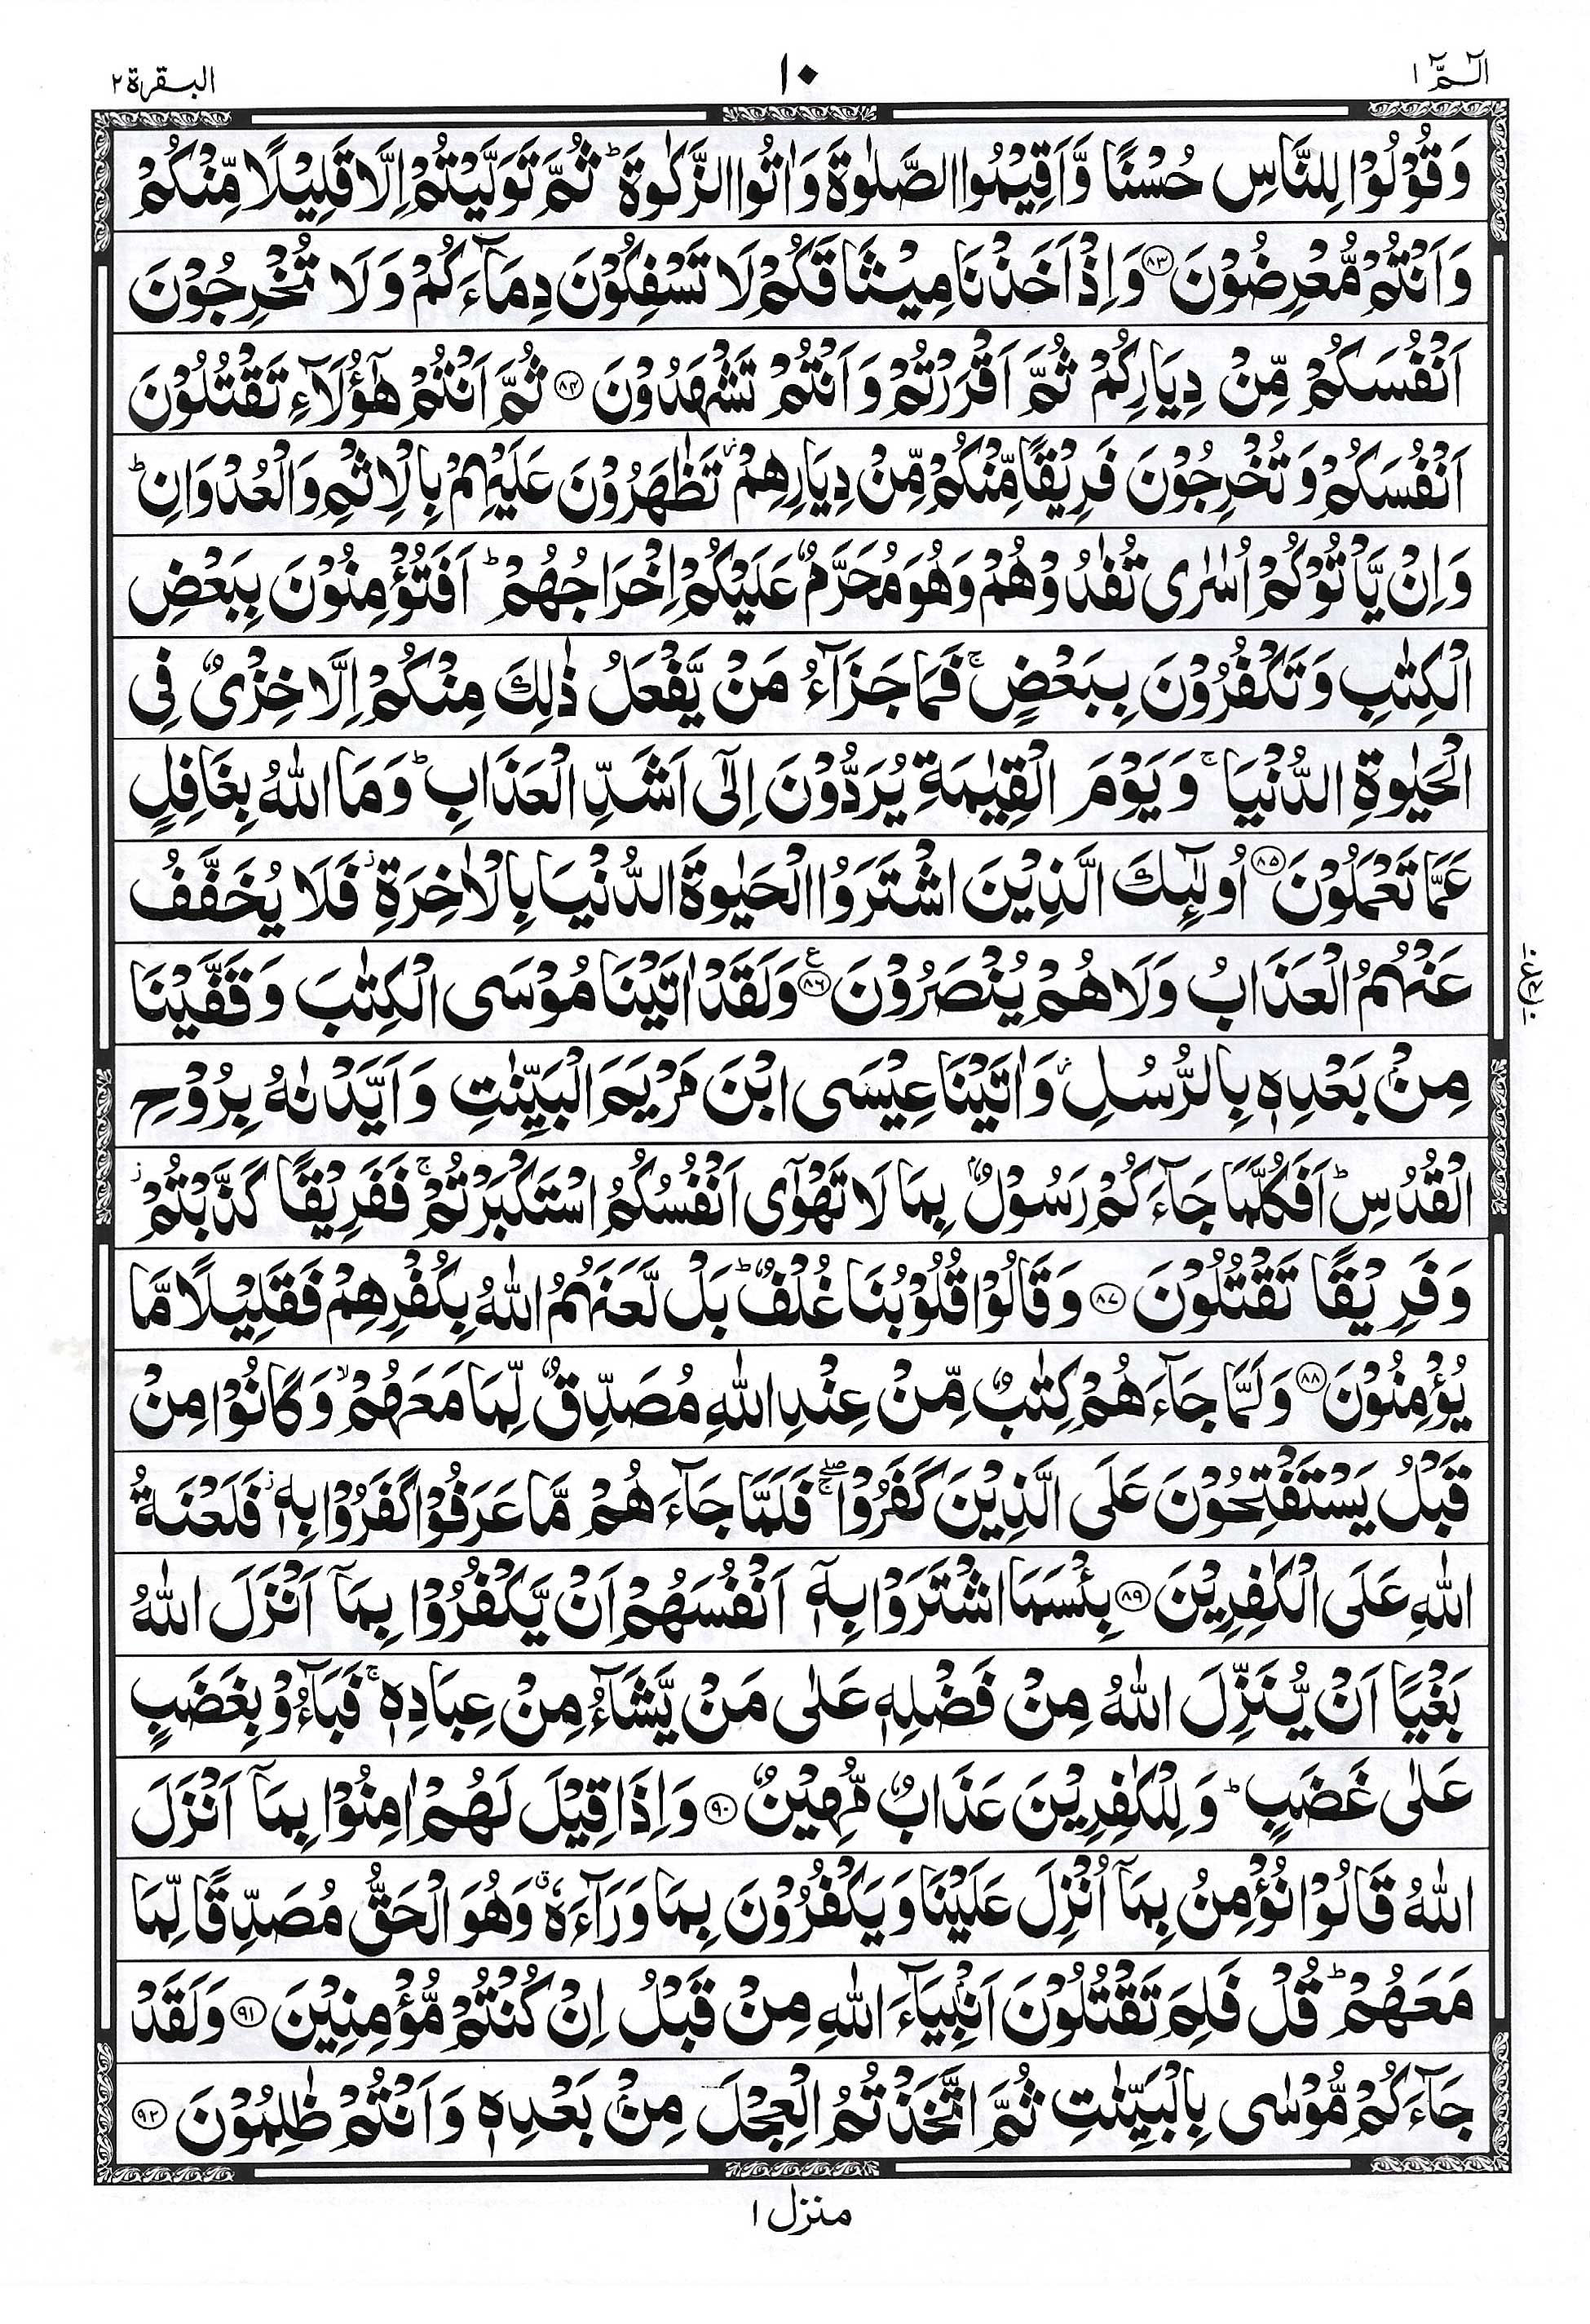 الٓمّٓ ١
١٠
البقرة ٢
وَقُوۡلُوۡا لِلنَّاسِ حُسۡنًا وَّاَقِيۡمُوا الصَّلٰوةَ وَاٰتُوا الزَّكٰوةَ ؕ ثُمَّ تَوَلَّيۡتُمۡ اِلَّا قَلِيۡلًا مِّنۡكُمۡ
وَاَنۡتُمۡ مُّعۡرِضُوۡنَ ۸۳ وَاِذۡ اَخَذۡنَا مِيۡثَاقَكُمۡ لَا تَسۡفِكُوۡنَ دِمَآءَكُمۡ وَلَا تُخۡرِجُوۡنَ
اَنۡفُسَكُمۡ مِّنۡ دِيَارِكُمۡ ثُمَّ اَقۡرَرۡتُمۡ وَاَنۡتُمۡ تَشۡهَدُوۡنَ ۸۴ ثُمَّ اَنۡتُمۡ هٰٓؤُلَآءِ تَقۡتُلُوۡنَ
اَنۡفُسَكُمۡ وَتُخۡرِجُوۡنَ فَرِيۡقًا مِّنۡكُمۡ مِّنۡ دِيَارِهِمۡ ز تَظٰهَرُوۡنَ عَلَيۡهِمۡ بِالۡاِثۡمِ وَالۡعُدۡوَانِ ؕ
وَاِنۡ يَّاۡتُوۡكُمۡ اُسٰرٰى تُفٰدُوۡهُمۡ وَهُوَ مُحَرَّمٌ عَلَيۡكُمۡ اِخۡرَاجُهُمۡ ؕ اَفَتُؤۡمِنُوۡنَ بِبَعۡضِ
الۡكِتٰبِ وَتَكۡفُرُوۡنَ بِبَعۡضٍ ۚ فَمَا جَزَآءُ مَنۡ يَّفۡعَلُ ذٰلِكَ مِنۡكُمۡ اِلَّا خِزۡىٌ فِى
الۡحَيٰوةِ الدُّنۡيَا ۚ وَيَوۡمَ الۡقِيٰمَةِ يُرَدُّوۡنَ اِلٰٓى اَشَدِّ الۡعَذَابِ ؕ وَمَا اللّٰهُ بِغَافِلٍ
عَمَّا تَعۡمَلُوۡنَ ۸۵ اُولٰٓئِكَ الَّذِيۡنَ اشۡتَرَوُا الۡحَيٰوةَ الدُّنۡيَا بِالۡاٰخِرَةِ ز فَلَا يُخَفَّفُ
عَنۡهُمُ الۡعَذَابُ وَلَا هُمۡ يُنۡصَرُوۡنَ ۸۶ ع وَلَقَدۡ اٰتَيۡنَا مُوۡسَى الۡكِتٰبَ وَقَفَّيۡنَا
مِنۡۢ بَعۡدِهٖ بِالرُّسُلِ ز وَاٰتَيۡنَا عِيۡسَى ابۡنَ مَرۡيَمَ الۡبَيِّنٰتِ وَاَيَّدۡنٰهُ بِرُوۡحِ
الۡقُدُسِ ؕ اَفَكُلَّمَا جَآءَكُمۡ رَسُوۡلٌۢ بِمَا لَا تَهۡوٰٓى اَنۡفُسُكُمُ اسۡتَكۡبَرۡتُمۡ ۚ فَفَرِيۡقًا كَذَّبۡتُمۡ ز
وَفَرِيۡقًا تَقۡتُلُوۡنَ ۸۷ وَقَالُوۡا قُلُوۡبُنَا غُلۡفٌ ؕ بَلۡ لَّعَنَهُمُ اللّٰهُ بِكُفۡرِهِمۡ فَقَلِيۡلًا مَّا
يُؤۡمِنُوۡنَ ۸۸ وَلَمَّا جَآءَهُمۡ كِتٰبٌ مِّنۡ عِنۡدِ اللّٰهِ مُصَدِّقٌ لِّمَا مَعَهُمۡ ۙ وَكَانُوۡا مِنۡ
قَبۡلُ يَسۡتَفۡتِحُوۡنَ عَلَى الَّذِيۡنَ كَفَرُوۡا ۖۚ فَلَمَّا جَآءَهُمۡ مَّا عَرَفُوۡا كَفَرُوۡا بِهٖ ز فَلَعۡنَةُ
اللّٰهِ عَلَى الۡكٰفِرِيۡنَ ۸۹ بِئۡسَمَا اشۡتَرَوۡا بِهٖۤ اَنۡفُسَهُمۡ اَنۡ يَّكۡفُرُوۡا بِمَآ اَنۡزَلَ اللّٰهُ
بَغۡيًا اَنۡ يُّنَزِّلَ اللّٰهُ مِنۡ فَضۡلِهٖ عَلٰى مَنۡ يَّشَآءُ مِنۡ عِبَادِهٖ ۚ فَبَآءُوۡ بِغَضَبٍ
عَلٰى غَضَبٍ ؕ وَلِلۡكٰفِرِيۡنَ عَذَابٌ مُّهِيۡنٌ ۹۰ وَاِذَا قِيۡلَ لَهُمۡ اٰمِنُوۡا بِمَآ اَنۡزَلَ
اللّٰهُ قَالُوۡا نُؤۡمِنُ بِمَآ اُنۡزِلَ عَلَيۡنَا وَيَكۡفُرُوۡنَ بِمَا وَرَآءَهٗ ق وَهُوَ الۡحَقُّ مُصَدِّقًا لِّمَا
مَعَهُمۡ ؕ قُلۡ فَلِمَ تَقۡتُلُوۡنَ اَنۡۢبِيَآءَ اللّٰهِ مِنۡ قَبۡلُ اِنۡ كُنۡتُمۡ مُّؤۡمِنِيۡنَ ۹۱ وَلَقَدۡ
جَآءَكُمۡ مُّوۡسٰى بِالۡبَيِّنٰتِ ثُمَّ اتَّخَذۡتُمُ الۡعِجۡلَ مِنۡۢ بَعۡدِهٖ وَاَنۡتُمۡ ظٰلِمُوۡنَ ۹۲
منزل ١